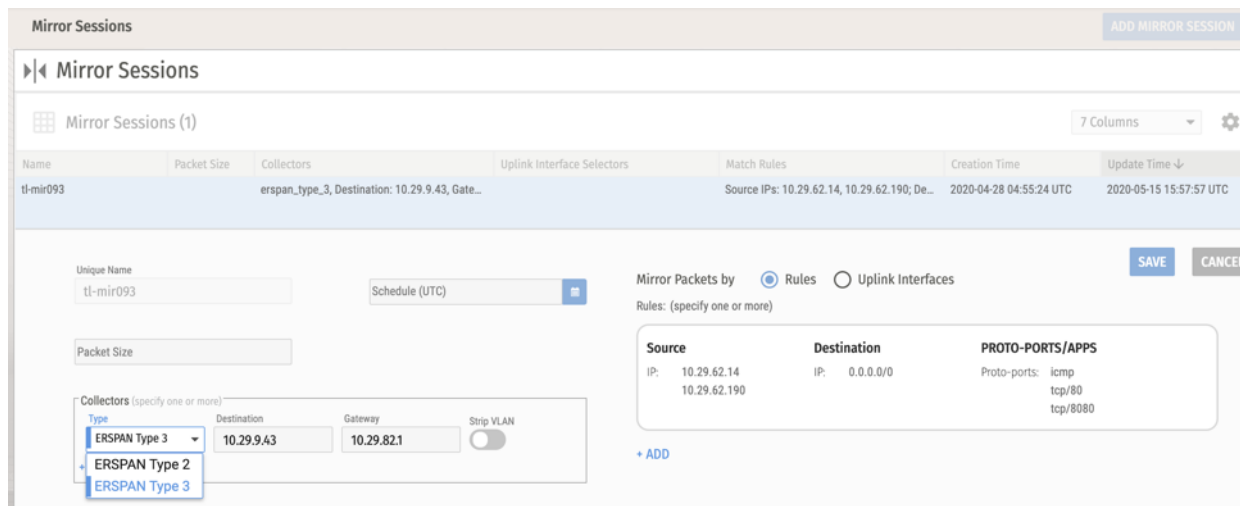 Mirror Sessions
ADD MIRROR SESSION
Mirror Sessions
Mirror Sessions (1)
7 Columns
Name Packet Size Collectors Uplink Interface Selectors Match Rules Creation Time Update Time
tl-mir093 erspan_type_3, Destination: 10.29.9.43, Gate... Source IPs: 10.29.62.14, 10.29.62.190; De... 2020-04-28 04:55:24 UTC 2020-05-15 15:57:57 UTC
SAVE
CANCEL
Unique Name
tl-mir093
Schedule (UTC)
Packet Size
Collectors (specify one or more)
Type Destination Gateway Strip VLAN
ERSPAN Type 3 10.29.9.43 10.29.82.1
+
ERSPAN Type 2
ERSPAN Type 3
Mirror Packets by Rules Uplink Interfaces
Rules: (specify one or more)
Source Destination PROTO-PORTS/APPS
IP: 10.29.62.14 IP: 0.0.0.0/0 Proto-ports: icmp
10.29.62.190 tcp/80
tcp/8080
+ ADD